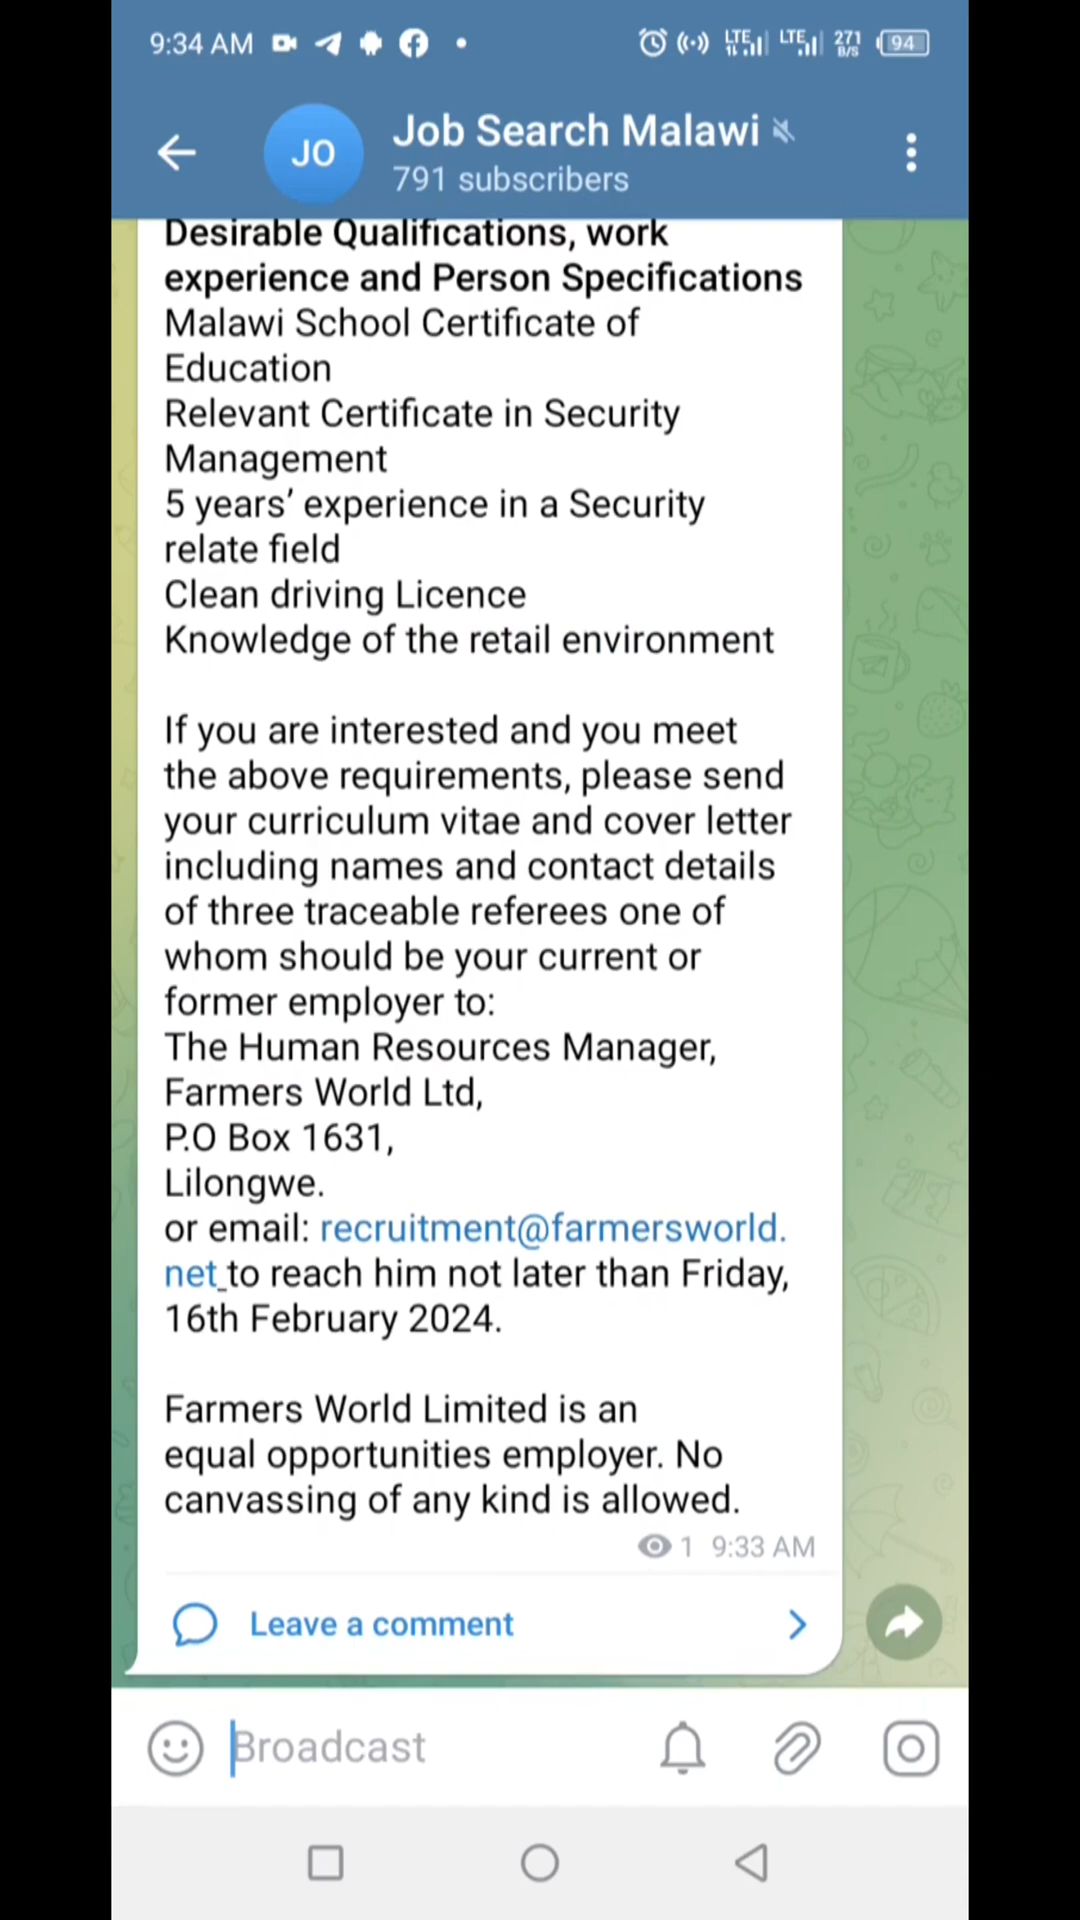 9:34 AM
LTE LTE 271 B/S 94
JO
Job Search Malawi
791 subscribers
Desirable Qualifications, work
experience and Person Specifications
Malawi School Certificate of
Education
Relevant Certificate in Security
Management
5 years’ experience in a Security
relate field
Clean driving Licence
Knowledge of the retail environment
If you are interested and you meet
the above requirements, please send
your curriculum vitae and cover letter
including names and contact details
of three traceable referees one of
whom should be your current or
former employer to:
The Human Resources Manager,
Farmers World Ltd,
P.O Box 1631,
Lilongwe.
or email: recruitment@farmersworld.
net to reach him not later than Friday,
16th February 2024.
Farmers World Limited is an
equal opportunities employer. No
canvassing of any kind is allowed.
1 9:33 AM
Leave a comment
Broadcast